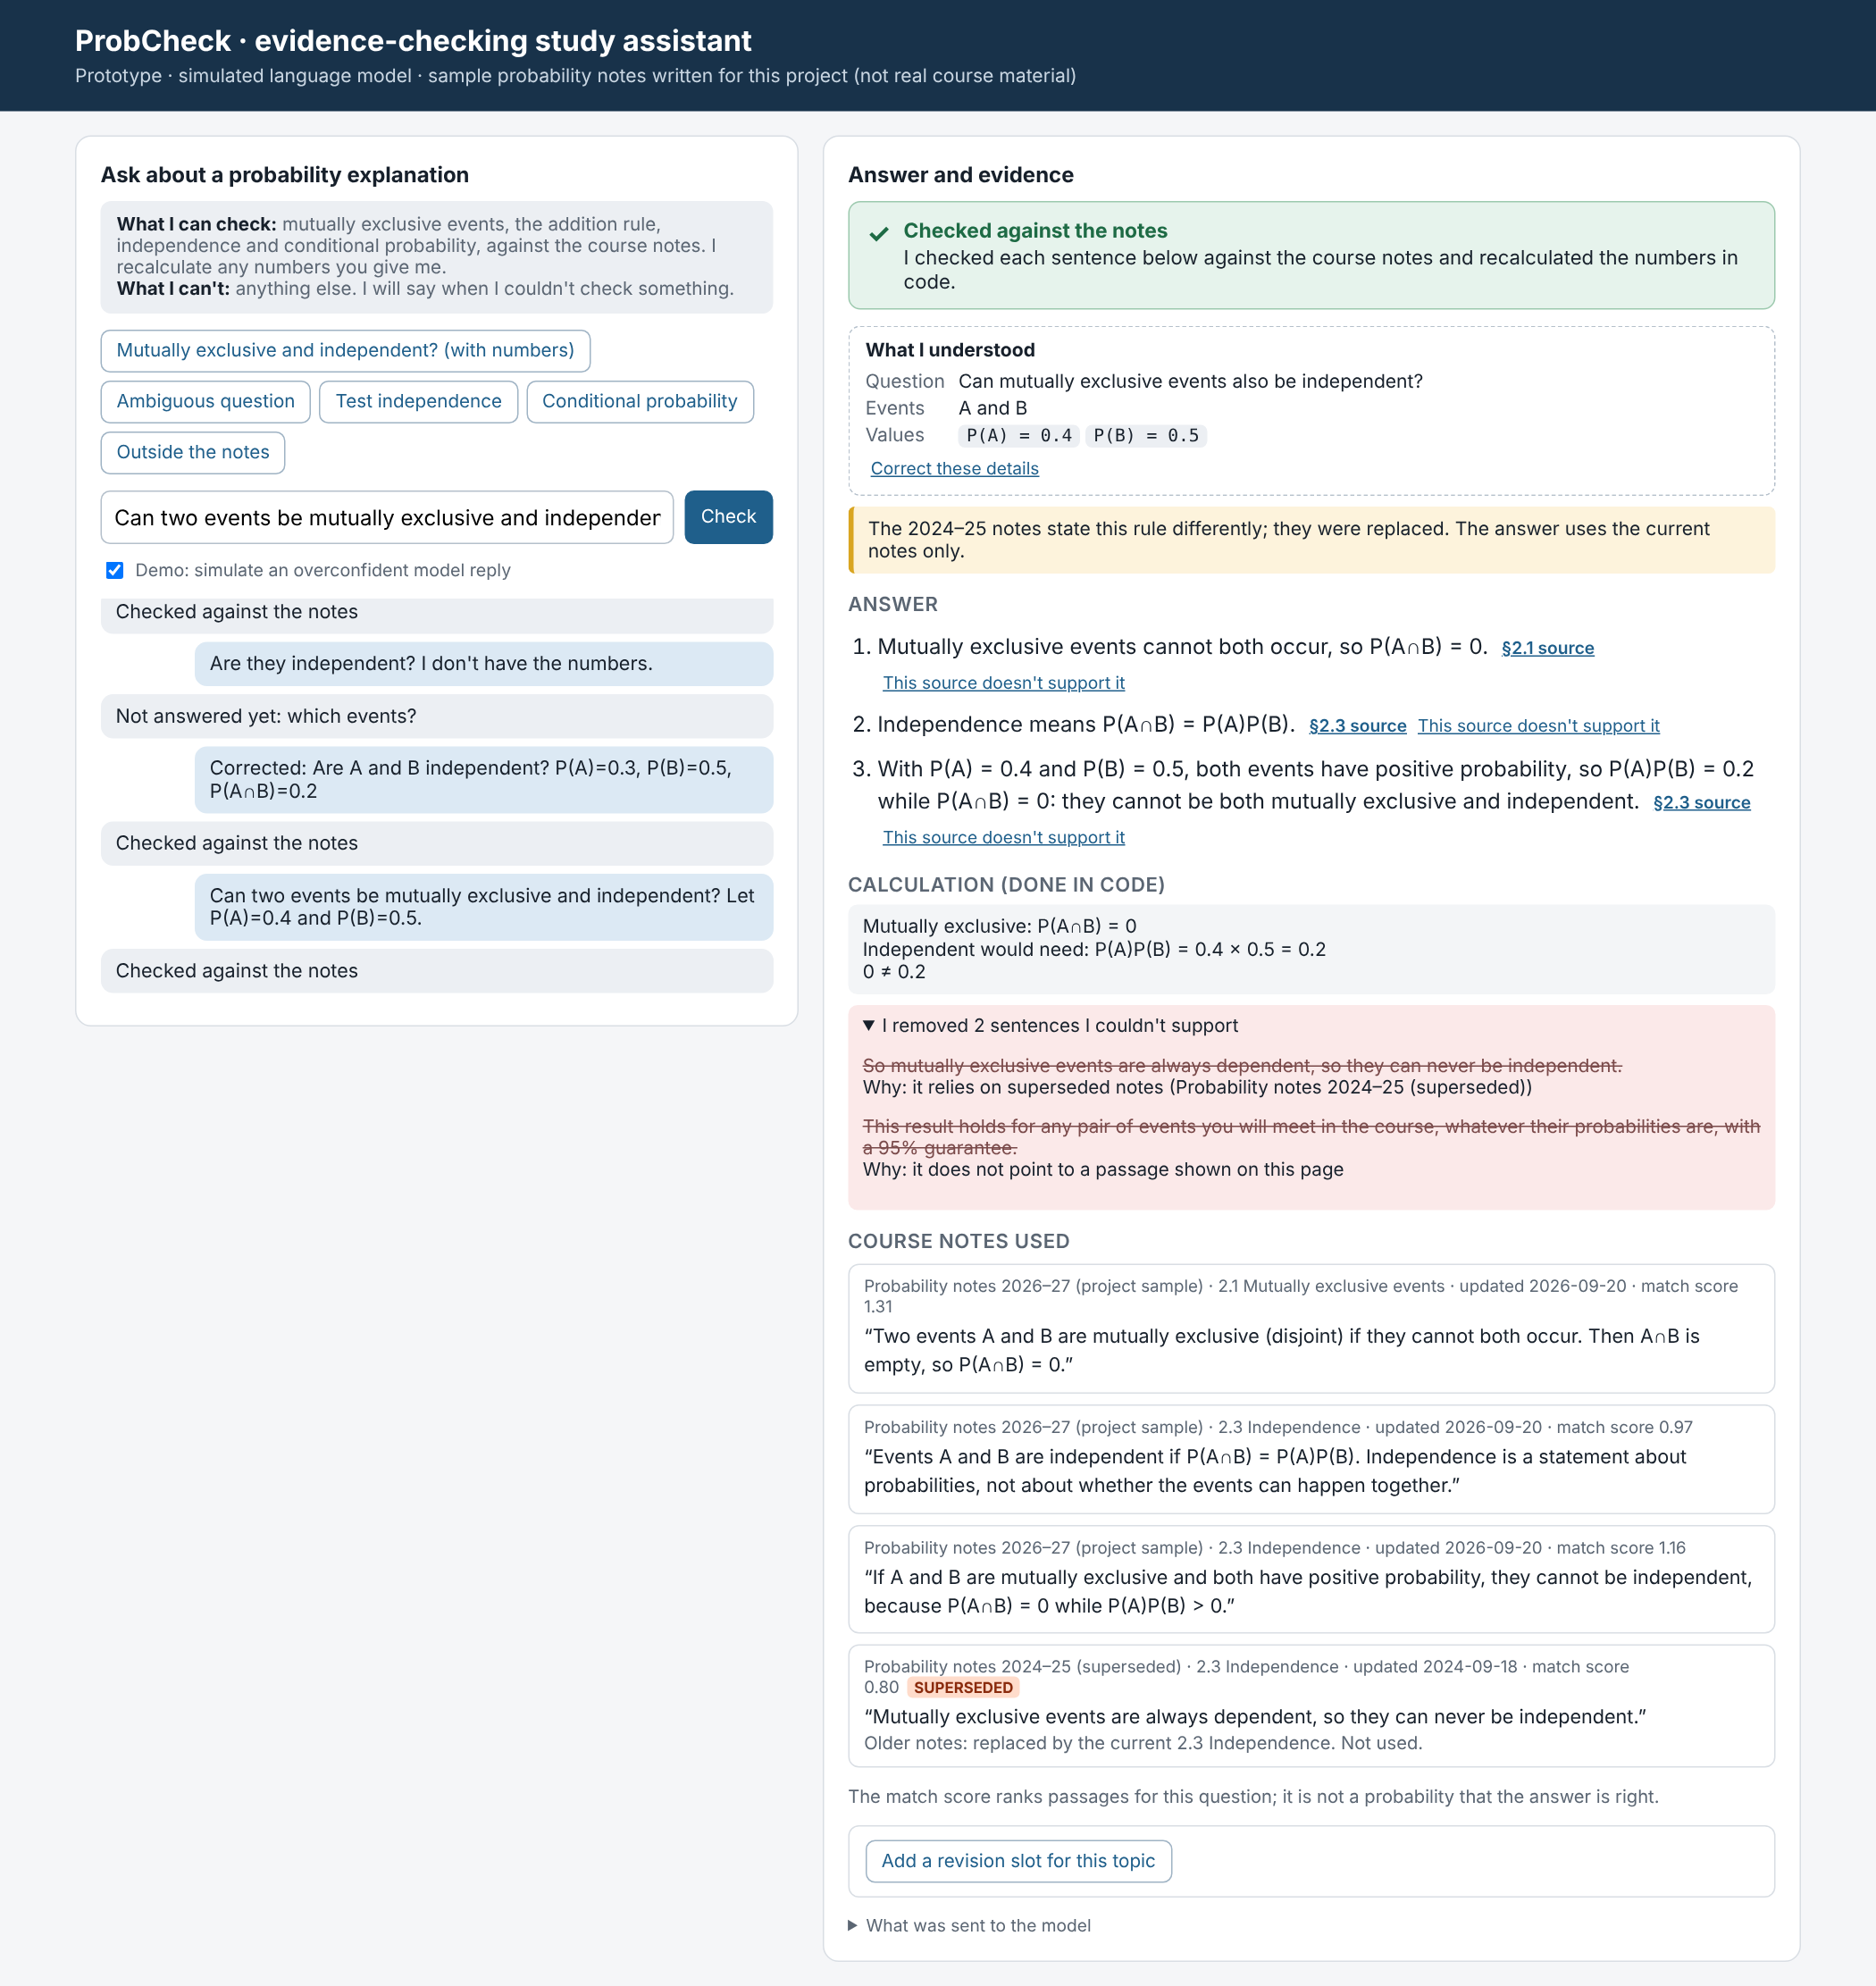 ProbCheck · evidence-checking study assistant
Prototype · simulated language model · sample probability notes written for this project (not real course material)
Ask about a probability explanation
What I can check: mutually exclusive events, the addition rule,
independence and conditional probability, against the course notes. I
recalculate any numbers you give me.
What I can't: anything else. I will say when I couldn't check something.
Mutually exclusive and independent? (with numbers)
Ambiguous question
Test independence
Conditional probability
Outside the notes
Can two events be mutually exclusive and independer
Check
Demo: simulate an overconfident model reply
Checked against the notes
Are they independent? I don't have the numbers.
Not answered yet: which events?
Corrected: Are A and B independent? P(A)=0.3, P(B)=0.5,
P(A∩B)=0.2
Checked against the notes
Can two events be mutually exclusive and independent? Let
P(A)=0.4 and P(B)=0.5.
Checked against the notes
Answer and evidence
Checked against the notes
I checked each sentence below against the course notes and recalculated the numbers in
code.
What I understood
Question Can mutually exclusive events also be independent?
Events A and B
Values P(A) = 0.4 P(B) = 0.5
Correct these details
The 2024–25 notes state this rule differently; they were replaced. The answer uses the current
notes only.
ANSWER
1. Mutually exclusive events cannot both occur, so P(A∩B) = 0. §2.1 source
This source doesn't support it
2. Independence means P(A∩B) = P(A)P(B). §2.3 source This source doesn't support it
3. With P(A) = 0.4 and P(B) = 0.5, both events have positive probability, so P(A)P(B) = 0.2
while P(A∩B) = 0: they cannot be both mutually exclusive and independent. §2.3 source
This source doesn't support it
CALCULATION (DONE IN CODE)
Mutually exclusive: P(A∩B) = 0
Independent would need: P(A)P(B) = 0.4 × 0.5 = 0.2
0 ≠ 0.2
▼ I removed 2 sentences I couldn't support
So mutually exclusive events are always dependent, so they can never be independent.
Why: it relies on superseded notes (Probability notes 2024–25 (superseded))
This result holds for any pair of events you will meet in the course, whatever their probabilities are, with
a 95% guarantee.
Why: it does not point to a passage shown on this page
COURSE NOTES USED
Probability notes 2026–27 (project sample) · 2.1 Mutually exclusive events · updated 2026-09-20 · match score
1.31
“Two events A and B are mutually exclusive (disjoint) if they cannot both occur. Then A∩B is
empty, so P(A∩B) = 0.”
Probability notes 2026–27 (project sample) · 2.3 Independence · updated 2026-09-20 · match score 0.97
“Events A and B are independent if P(A∩B) = P(A)P(B). Independence is a statement about
probabilities, not about whether the events can happen together.”
Probability notes 2026–27 (project sample) · 2.3 Independence · updated 2026-09-20 · match score 1.16
“If A and B are mutually exclusive and both have positive probability, they cannot be independent,
because P(A∩B) = 0 while P(A)P(B) > 0.”
Probability notes 2024–25 (superseded) · 2.3 Independence · updated 2024-09-18 · match score
0.80 SUPERSEDED
“Mutually exclusive events are always dependent, so they can never be independent.”
Older notes: replaced by the current 2.3 Independence. Not used.
The match score ranks passages for this question; it is not a probability that the answer is right.
Add a revision slot for this topic
▶ What was sent to the model